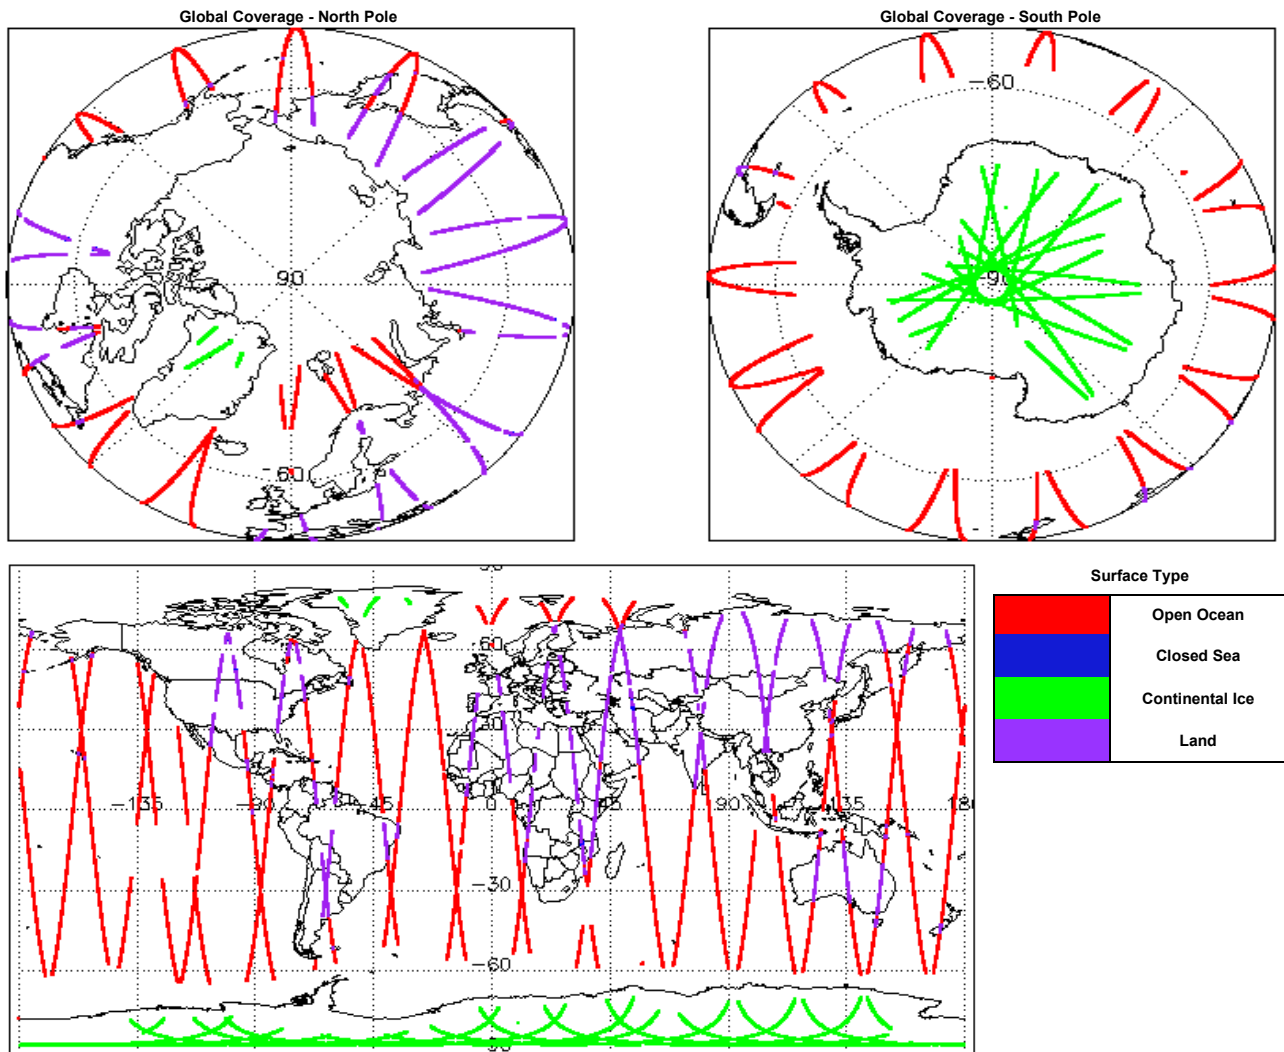 Global Coverage - North Pole
Global Coverage - South Pole
-60
90
-90
-60
60
30
-135
-90
-45
0
45
90
135
180
-30
-60
Surface Type
Open Ocean
Closed Sea
Continental Ice
Land